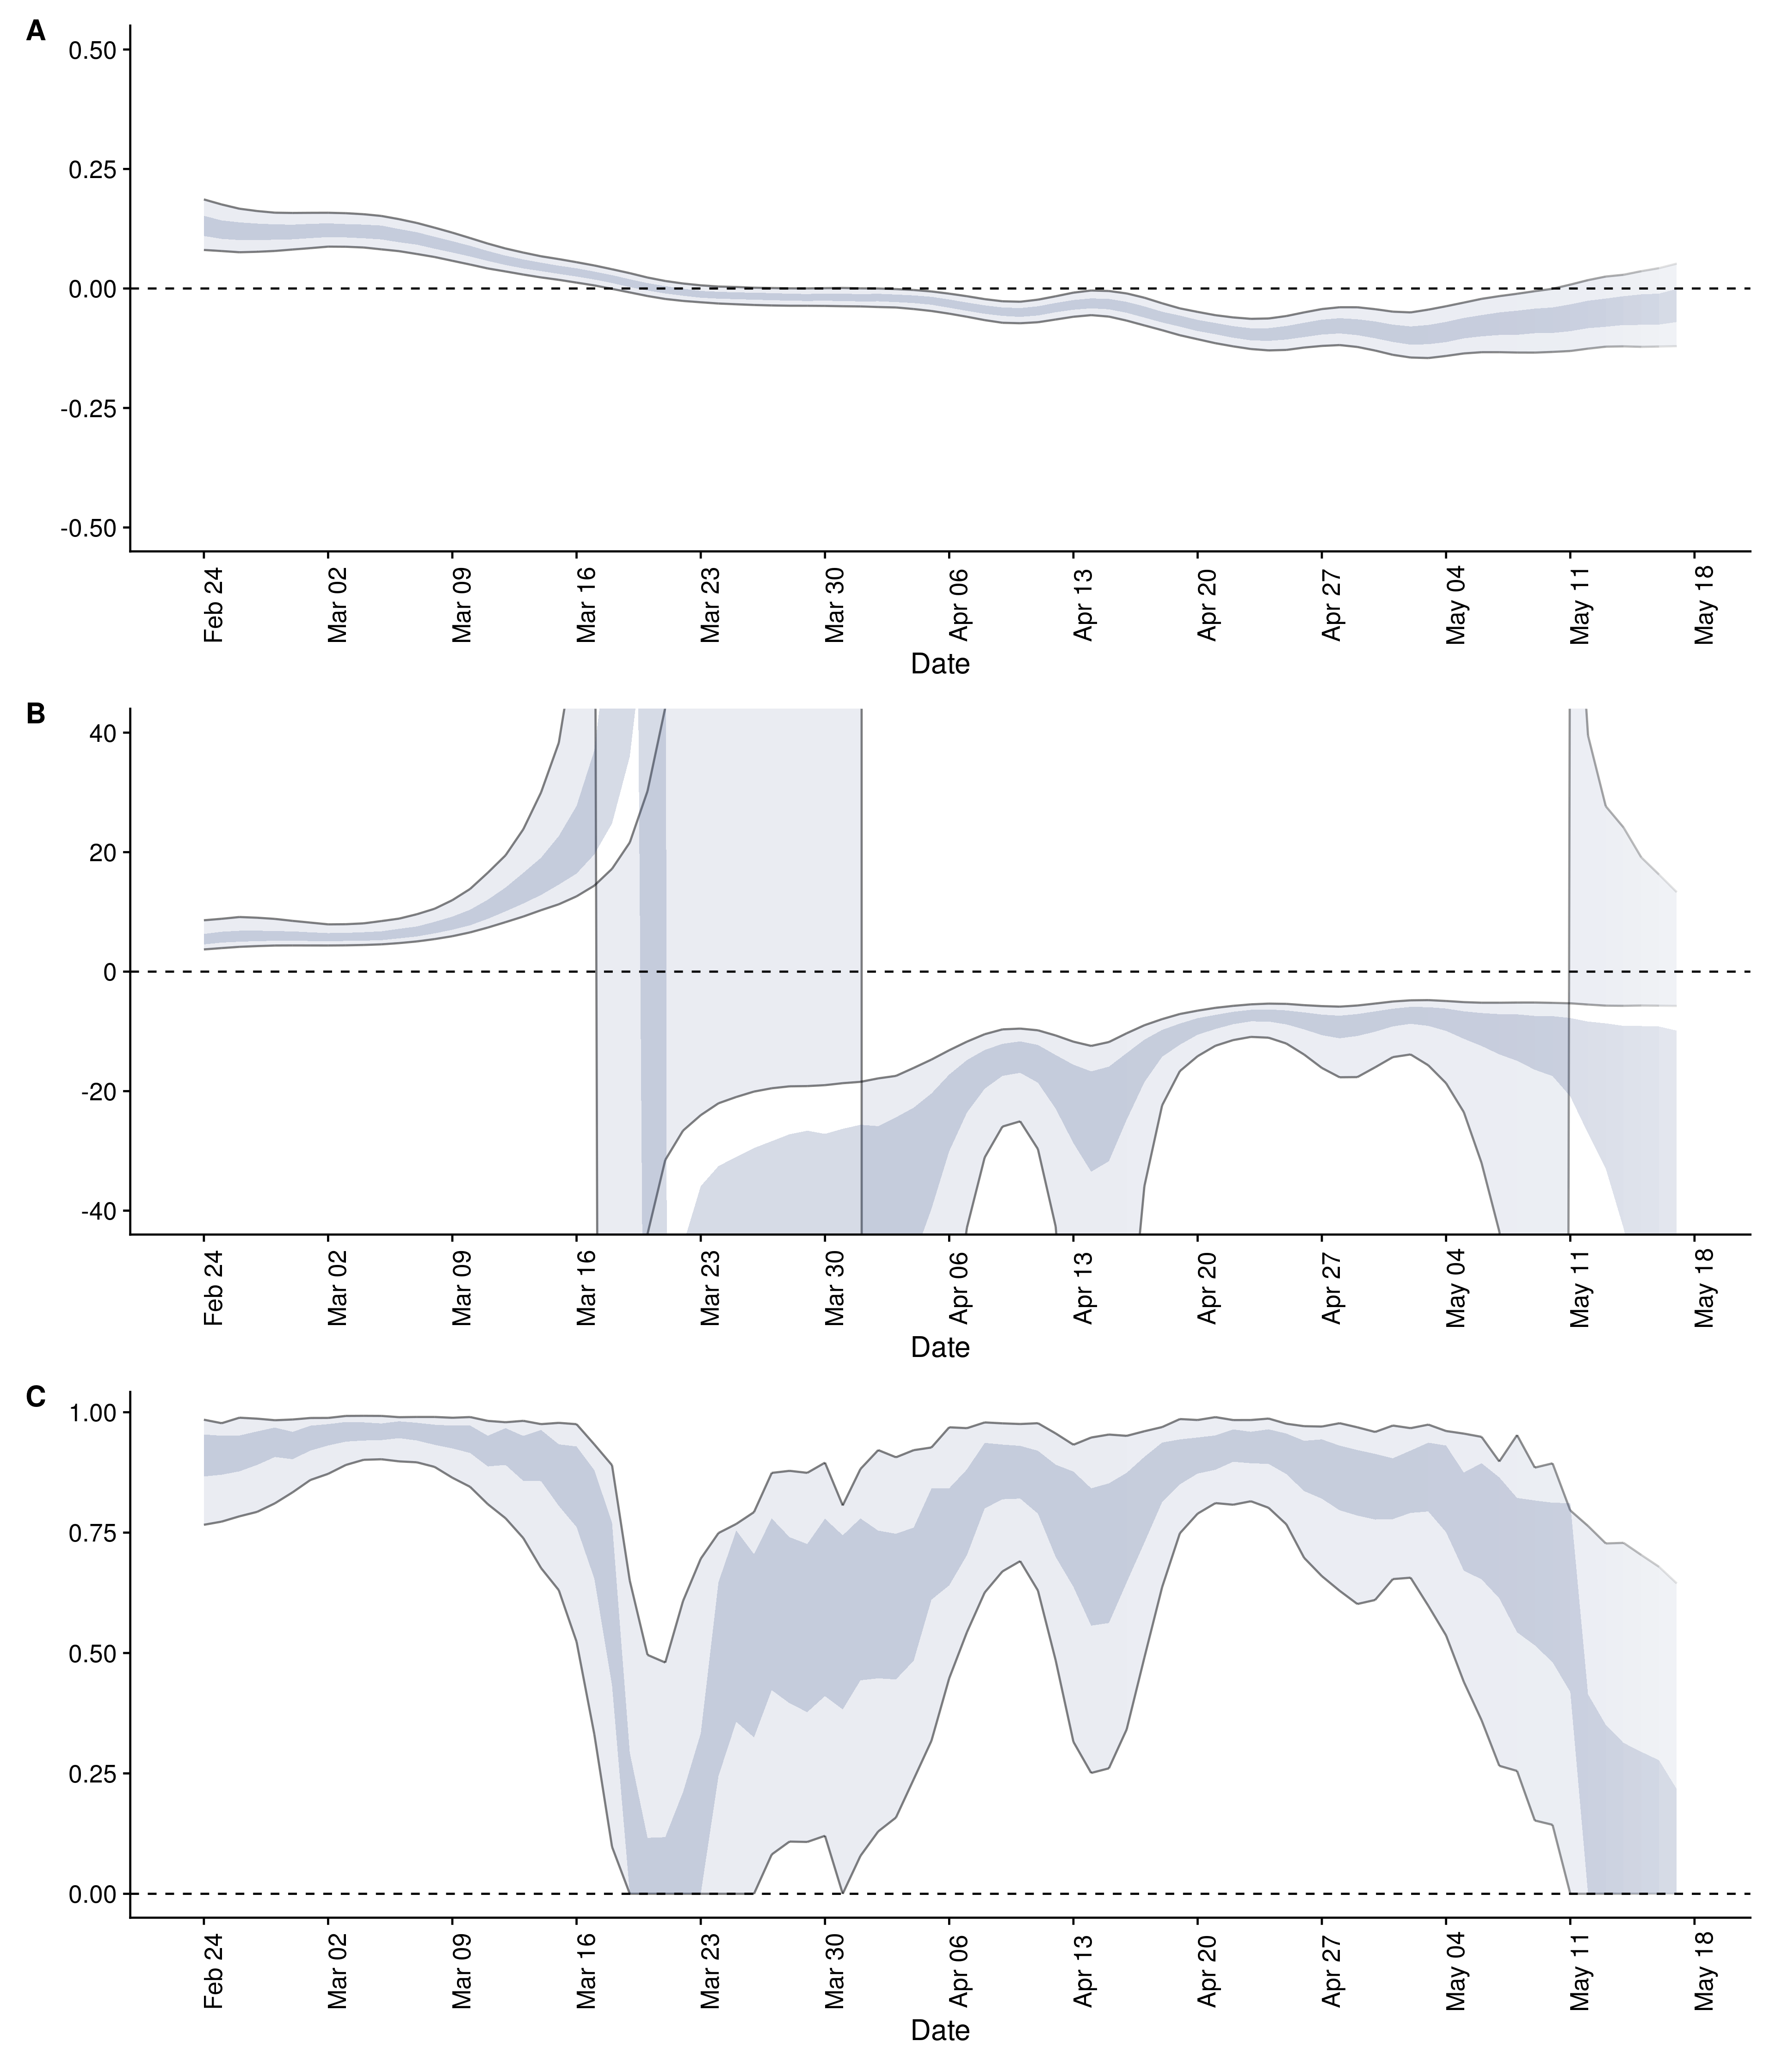 A
0.50
0.25
0.00
-0.25
-0.50
Feb 24
Mar 02
Mar 09
Mar 16
Mar 23
Mar 30
Apr 06
Apr 13
Apr 20
Apr 27
May 04
May 11
May 18
Date
B
40
20
0
-20
-40
Feb 24
Mar 02
Mar 09
Mar 16
Mar 23
Mar 30
Apr 06
Apr 13
Apr 20
Apr 27
May 04
May 11
May 18
Date
C
1.00
0.75
0.50
0.25
0.00
Feb 24
Mar 02
Mar 09
Mar 16
Mar 23
Mar 30
Apr 06
Apr 13
Apr 20
Apr 27
May 04
May 11
May 18
Date